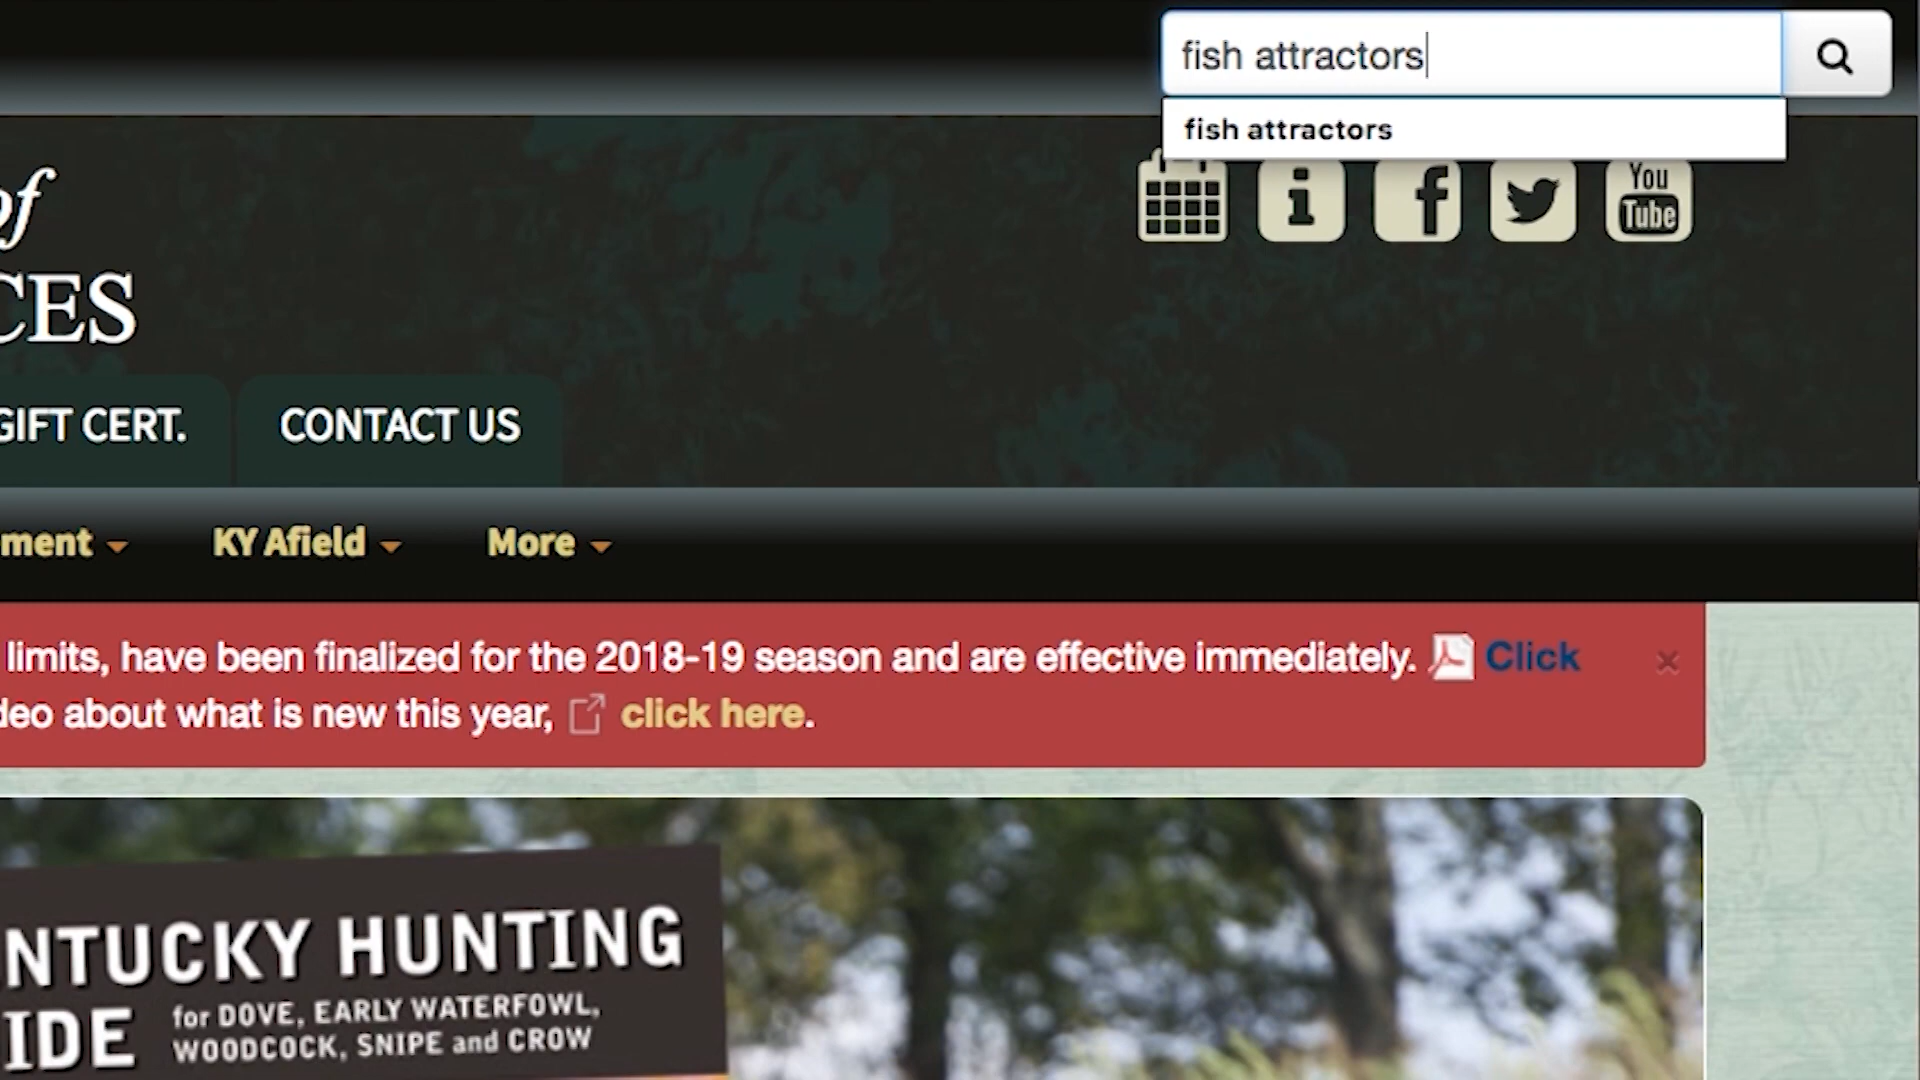 fish attractors
fish attractors
You
Tube
of
CES
GIFT CERT.
CONTACT US
ment
KY Afield
More
limits, have been finalized for the 2018-19 season and are effective immediately. Click
deo about what is new this year, click here.
NTUCKY HUNTING
IDE
for DOVE, EARLY WATERFOWL,
WOODCOCK, SNIPE and CROW